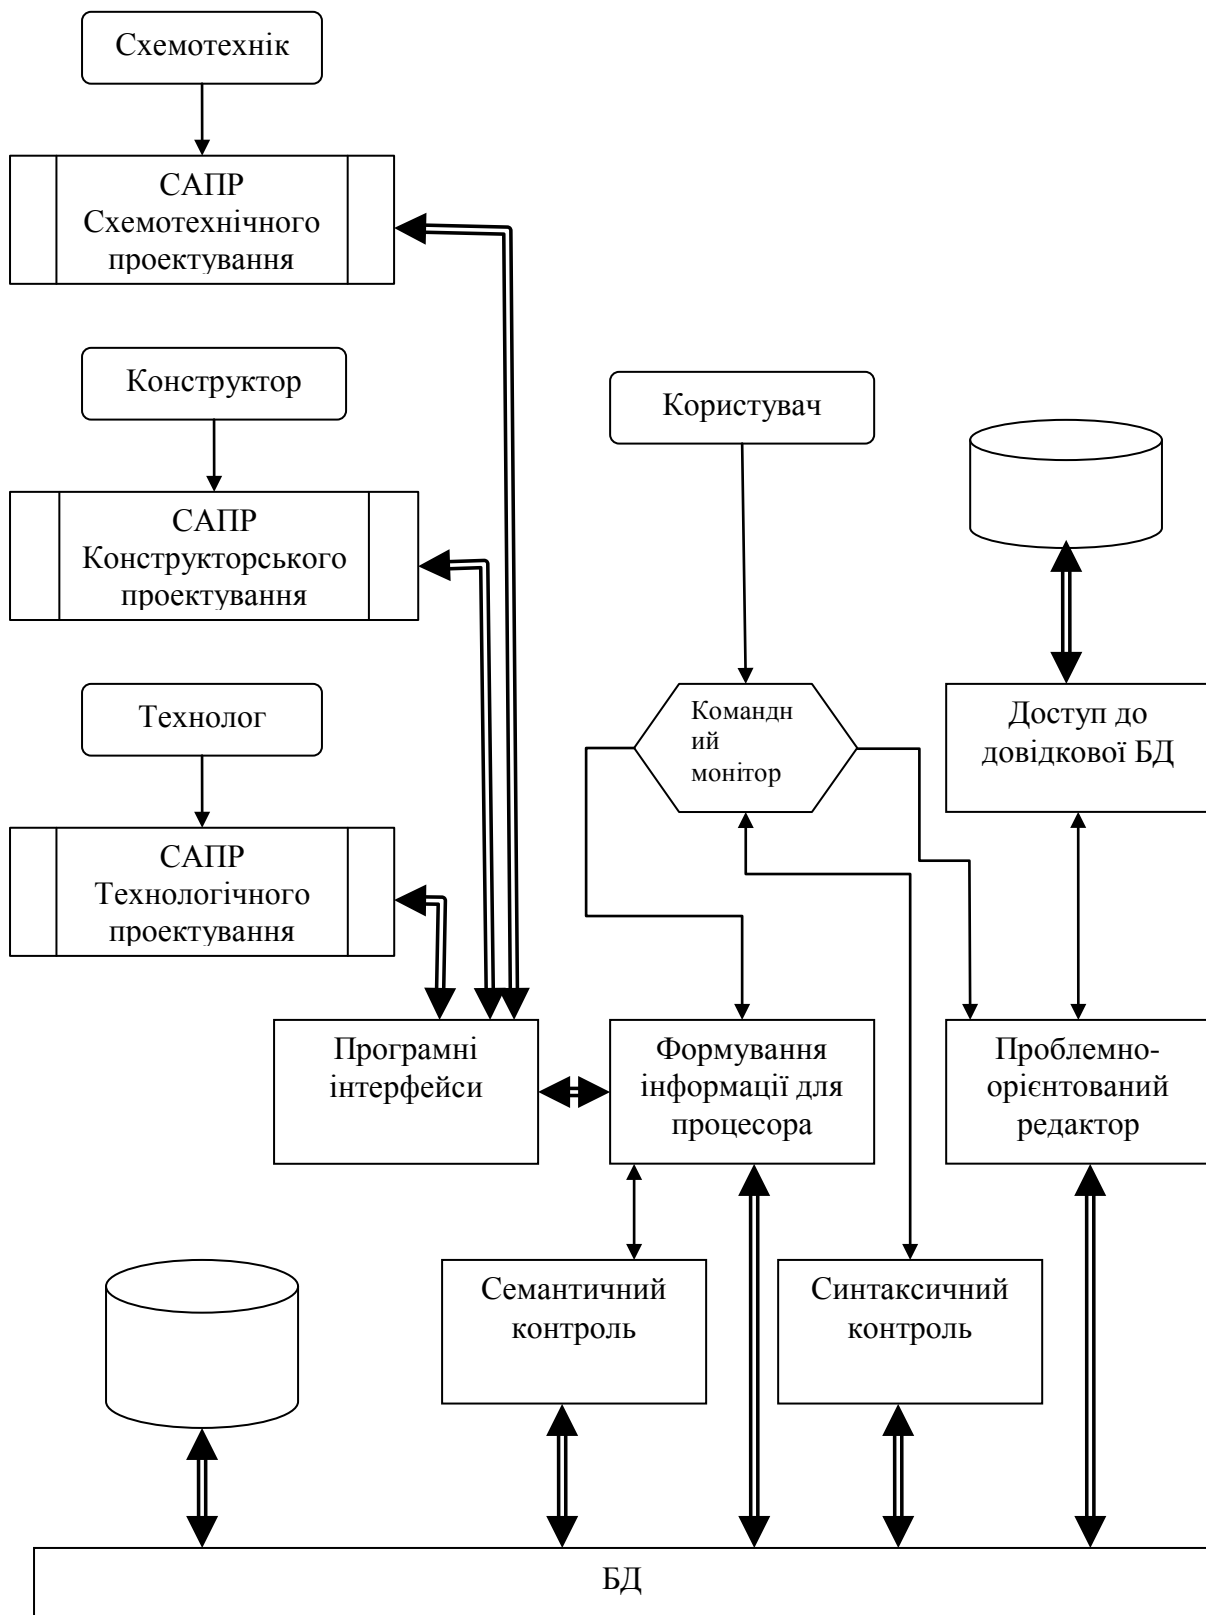 Схемотехнік
САПР
Схемотехнічного
проектування
Конструктор
Користувач
САПР
Конструкторського
проектування
Технолог
Командн
ий
монітор
Доступ до
довідкової БД
САПР
Технологічного
проектування
Програмні
інтерфейси
Формування
інформації для
процесора
Проблемно-
орієнтований
редактор
Семантичний
контроль
Синтаксичний
контроль
БД